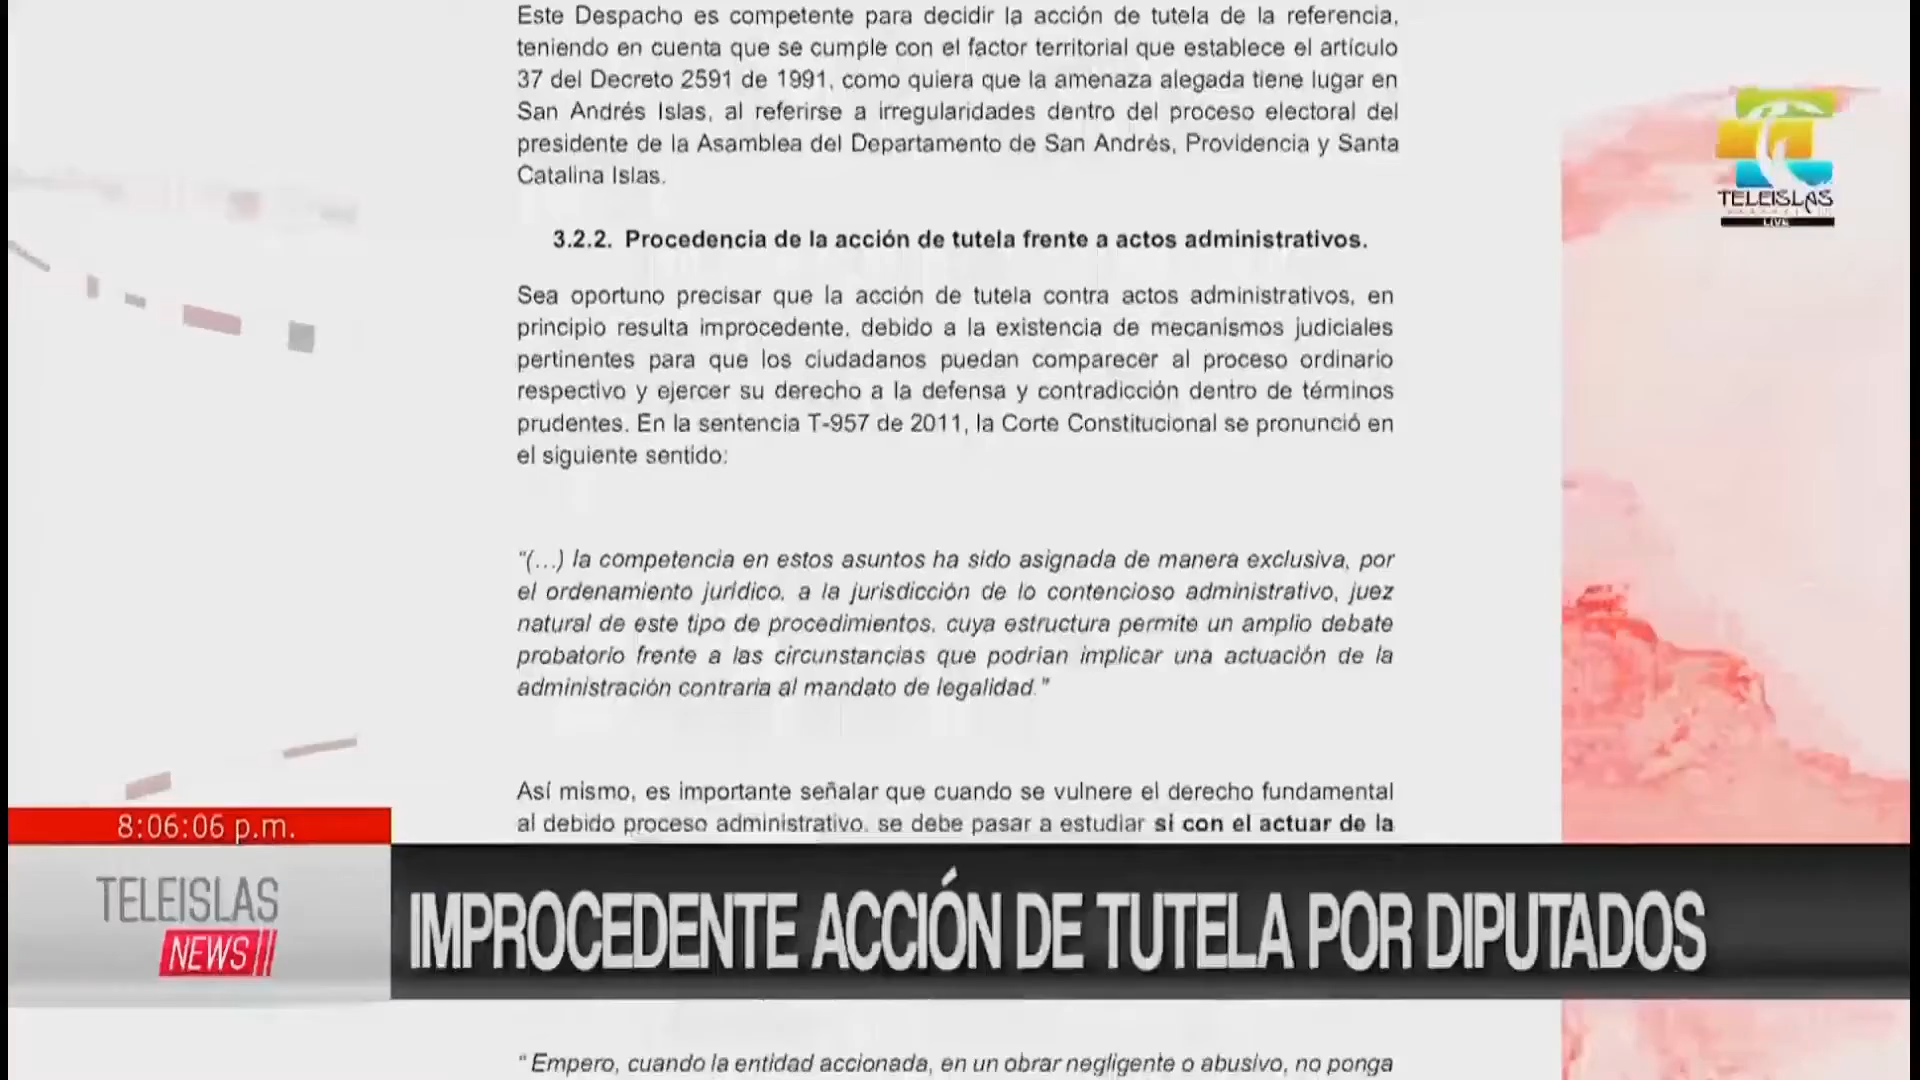 Este Despacho es competente para decidir la acción de tutela de la referencia,
teniendo en cuenta que se cumple con el factor territorial que establece el artículo
37 del Decreto 2591 de 1991, como quiera que la amenaza alegada tiene lugar en
San Andrés Islas, al referirse a irregularidades dentro del proceso electoral del
presidente de la Asamblea del Departamento de San Andrés, Providencia y Santa
Catalina Islas.
TELEISLAS
LIVE
3.2.2. Procedencia de la acción de tutela frente a actos administrativos.
Sea oportuno precisar que la acción de tutela contra actos administrativos, en
principio resulta improcedente, debido a la existencia de mecanismos judiciales
pertinentes para que los ciudadanos puedan comparecer al proceso ordinario
respectivo y ejercer su derecho a la defensa y contradicción dentro de términos
prudentes. En la sentencia T-957 de 2011, la Corte Constitucional se pronunció en
el siguiente sentido:
"(...) la competencia en estos asuntos ha sido asignada de manera exclusiva, por
el ordenamiento jurídico, a la jurisdicción de lo contencioso administrativo, juez
natural de este tipo de procedimientos, cuya estructura permite un amplio debate
probatorio frente a las circunstancias que podrían implicar una actuación de la
administración contraria al mandato de legalidad."
Así mismo, es importante señalar que cuando se vulnere el derecho fundamental
al debido proceso administrativo, se debe pasar a estudiar si con el actuar de la
8:06:06 p.m.
TELEISLAS
NEWS
IMPROCEDENTE ACCIÓN DE TUTELA POR DIPUTADOS
"Empero, cuando la entidad accionada, en un obrar negligente o abusivo, no ponga